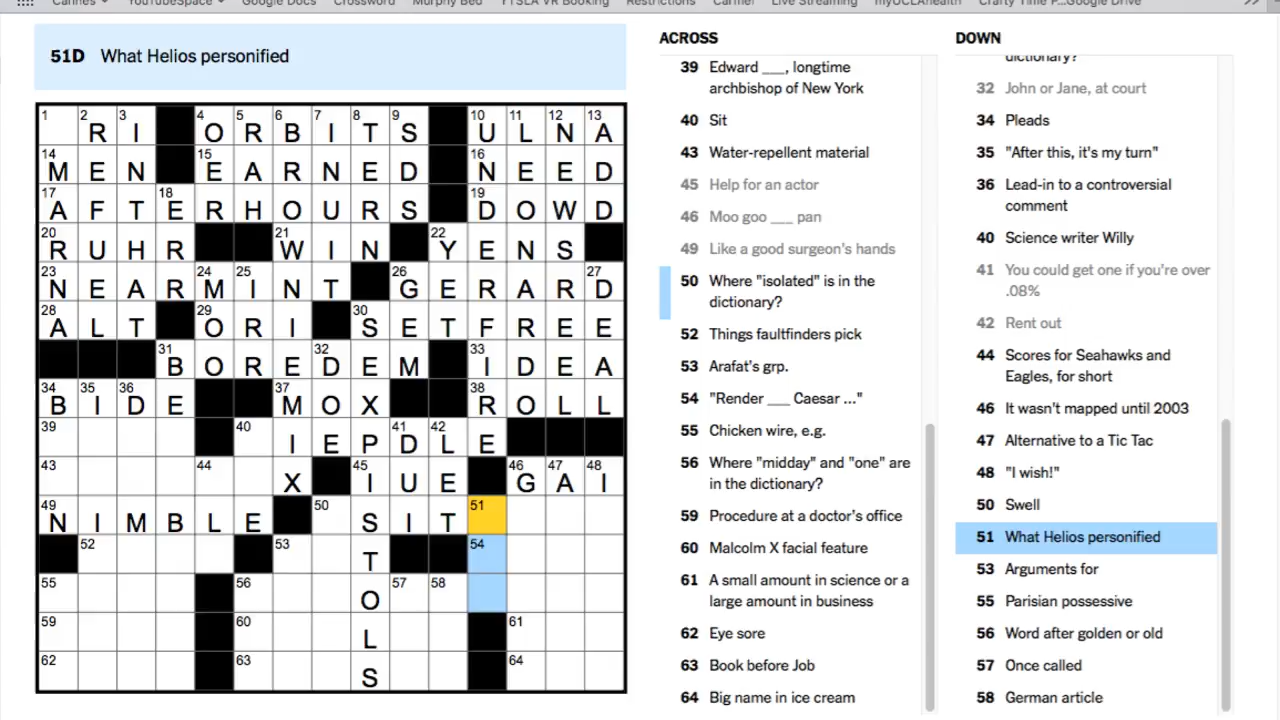 Cannes YouTubeSpace Google Docs Crossword Murphy Bed YTSLA VR Booking Restrictions Carmel Live Streaming myUCLAhealth Crafty Time P...Google Drive >>
51D What Helios personified
1 2 R 3 I 4 O 5 R 6 B 7 I 8 T 9 S 10 U 11 L 12 N 13 A
14 M E N 15 E A R N E D 16 N E E D
17 A F T 18 E R H O U R S 19 D O W D
20 R U H R 21 W I N 22 Y E N S
23 N E A R 24 M 25 I N T 26 G E R A R 27 D
28 A L T 29 O R I 30 S E T F R E E
31 B O R E 32 D E M 33 I D E A
34 B 35 I 36 D E 37 M O X 38 R O L L
39 40 I E P 41 D 42 L E
43 44 X 45 I U E 46 G 47 A 48 I
49 N I M B L E 50 S I T 51
52 53 T 54
55 56 O 57 58
59 60 L 61
62 63 S 64
ACROSS
39 Edward ___, longtime
archbishop of New York
40 Sit
43 Water-repellent material
45 Help for an actor
46 Moo goo ___ pan
49 Like a good surgeon's hands
50 Where "isolated" is in the
dictionary?
52 Things faultfinders pick
53 Arafat's grp.
54 "Render ___ Caesar ..."
55 Chicken wire, e.g.
56 Where "midday" and "one" are
in the dictionary?
59 Procedure at a doctor's office
60 Malcolm X facial feature
61 A small amount in science or a
large amount in business
62 Eye sore
63 Book before Job
64 Big name in ice cream
DOWN
dictionary?
32 John or Jane, at court
34 Pleads
35 "After this, it's my turn"
36 Lead-in to a controversial
comment
40 Science writer Willy
41 You could get one if you're over
.08%
42 Rent out
44 Scores for Seahawks and
Eagles, for short
46 It wasn't mapped until 2003
47 Alternative to a Tic Tac
48 "I wish!"
50 Swell
51 What Helios personified
53 Arguments for
55 Parisian possessive
56 Word after golden or old
57 Once called
58 German article